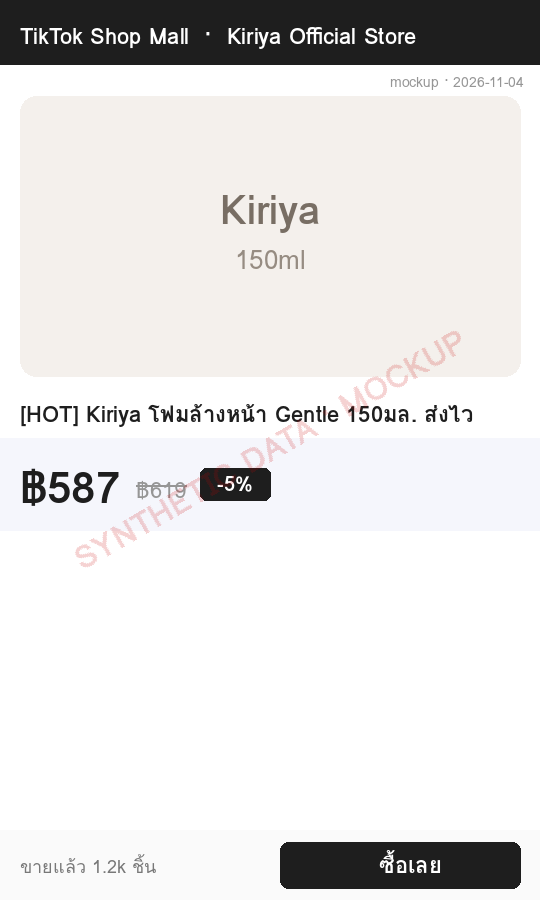 TikTok Shop Mall · Kiriya Official Store
mockup · 2026-11-04
Kiriya
150ml
[HOT] Kiriya โฟมล้างหน้า Gentle 150มล. ส่งไว
฿587 ฿619 -5%
SYNTHETIC DATA · MOCKUP
ขายแล้ว 1.2k ชิ้น
ซื้อเลย